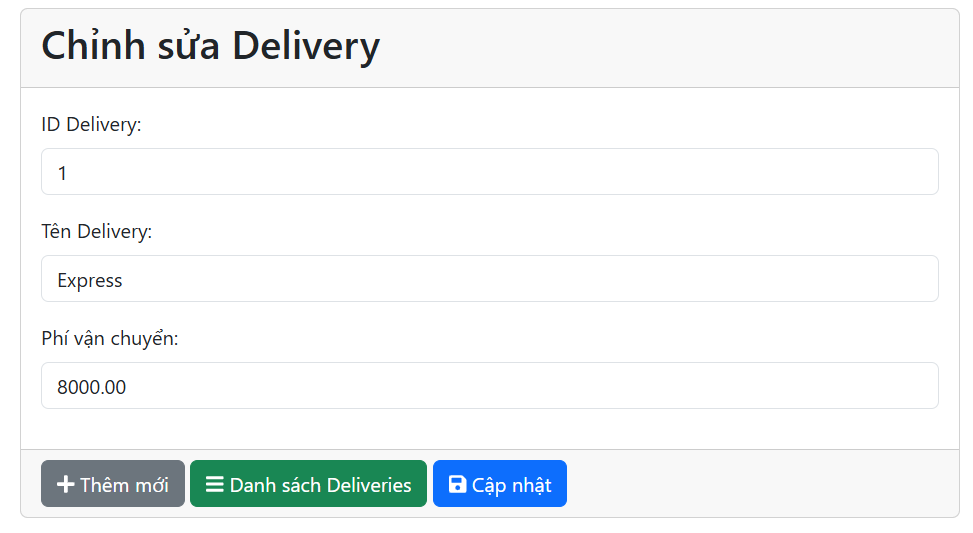 Chỉnh sửa Delivery
ID Delivery:
1
Tên Delivery:
Express
Phí vận chuyển:
8000.00
Thêm mới Danh sách Deliveries Cập nhật